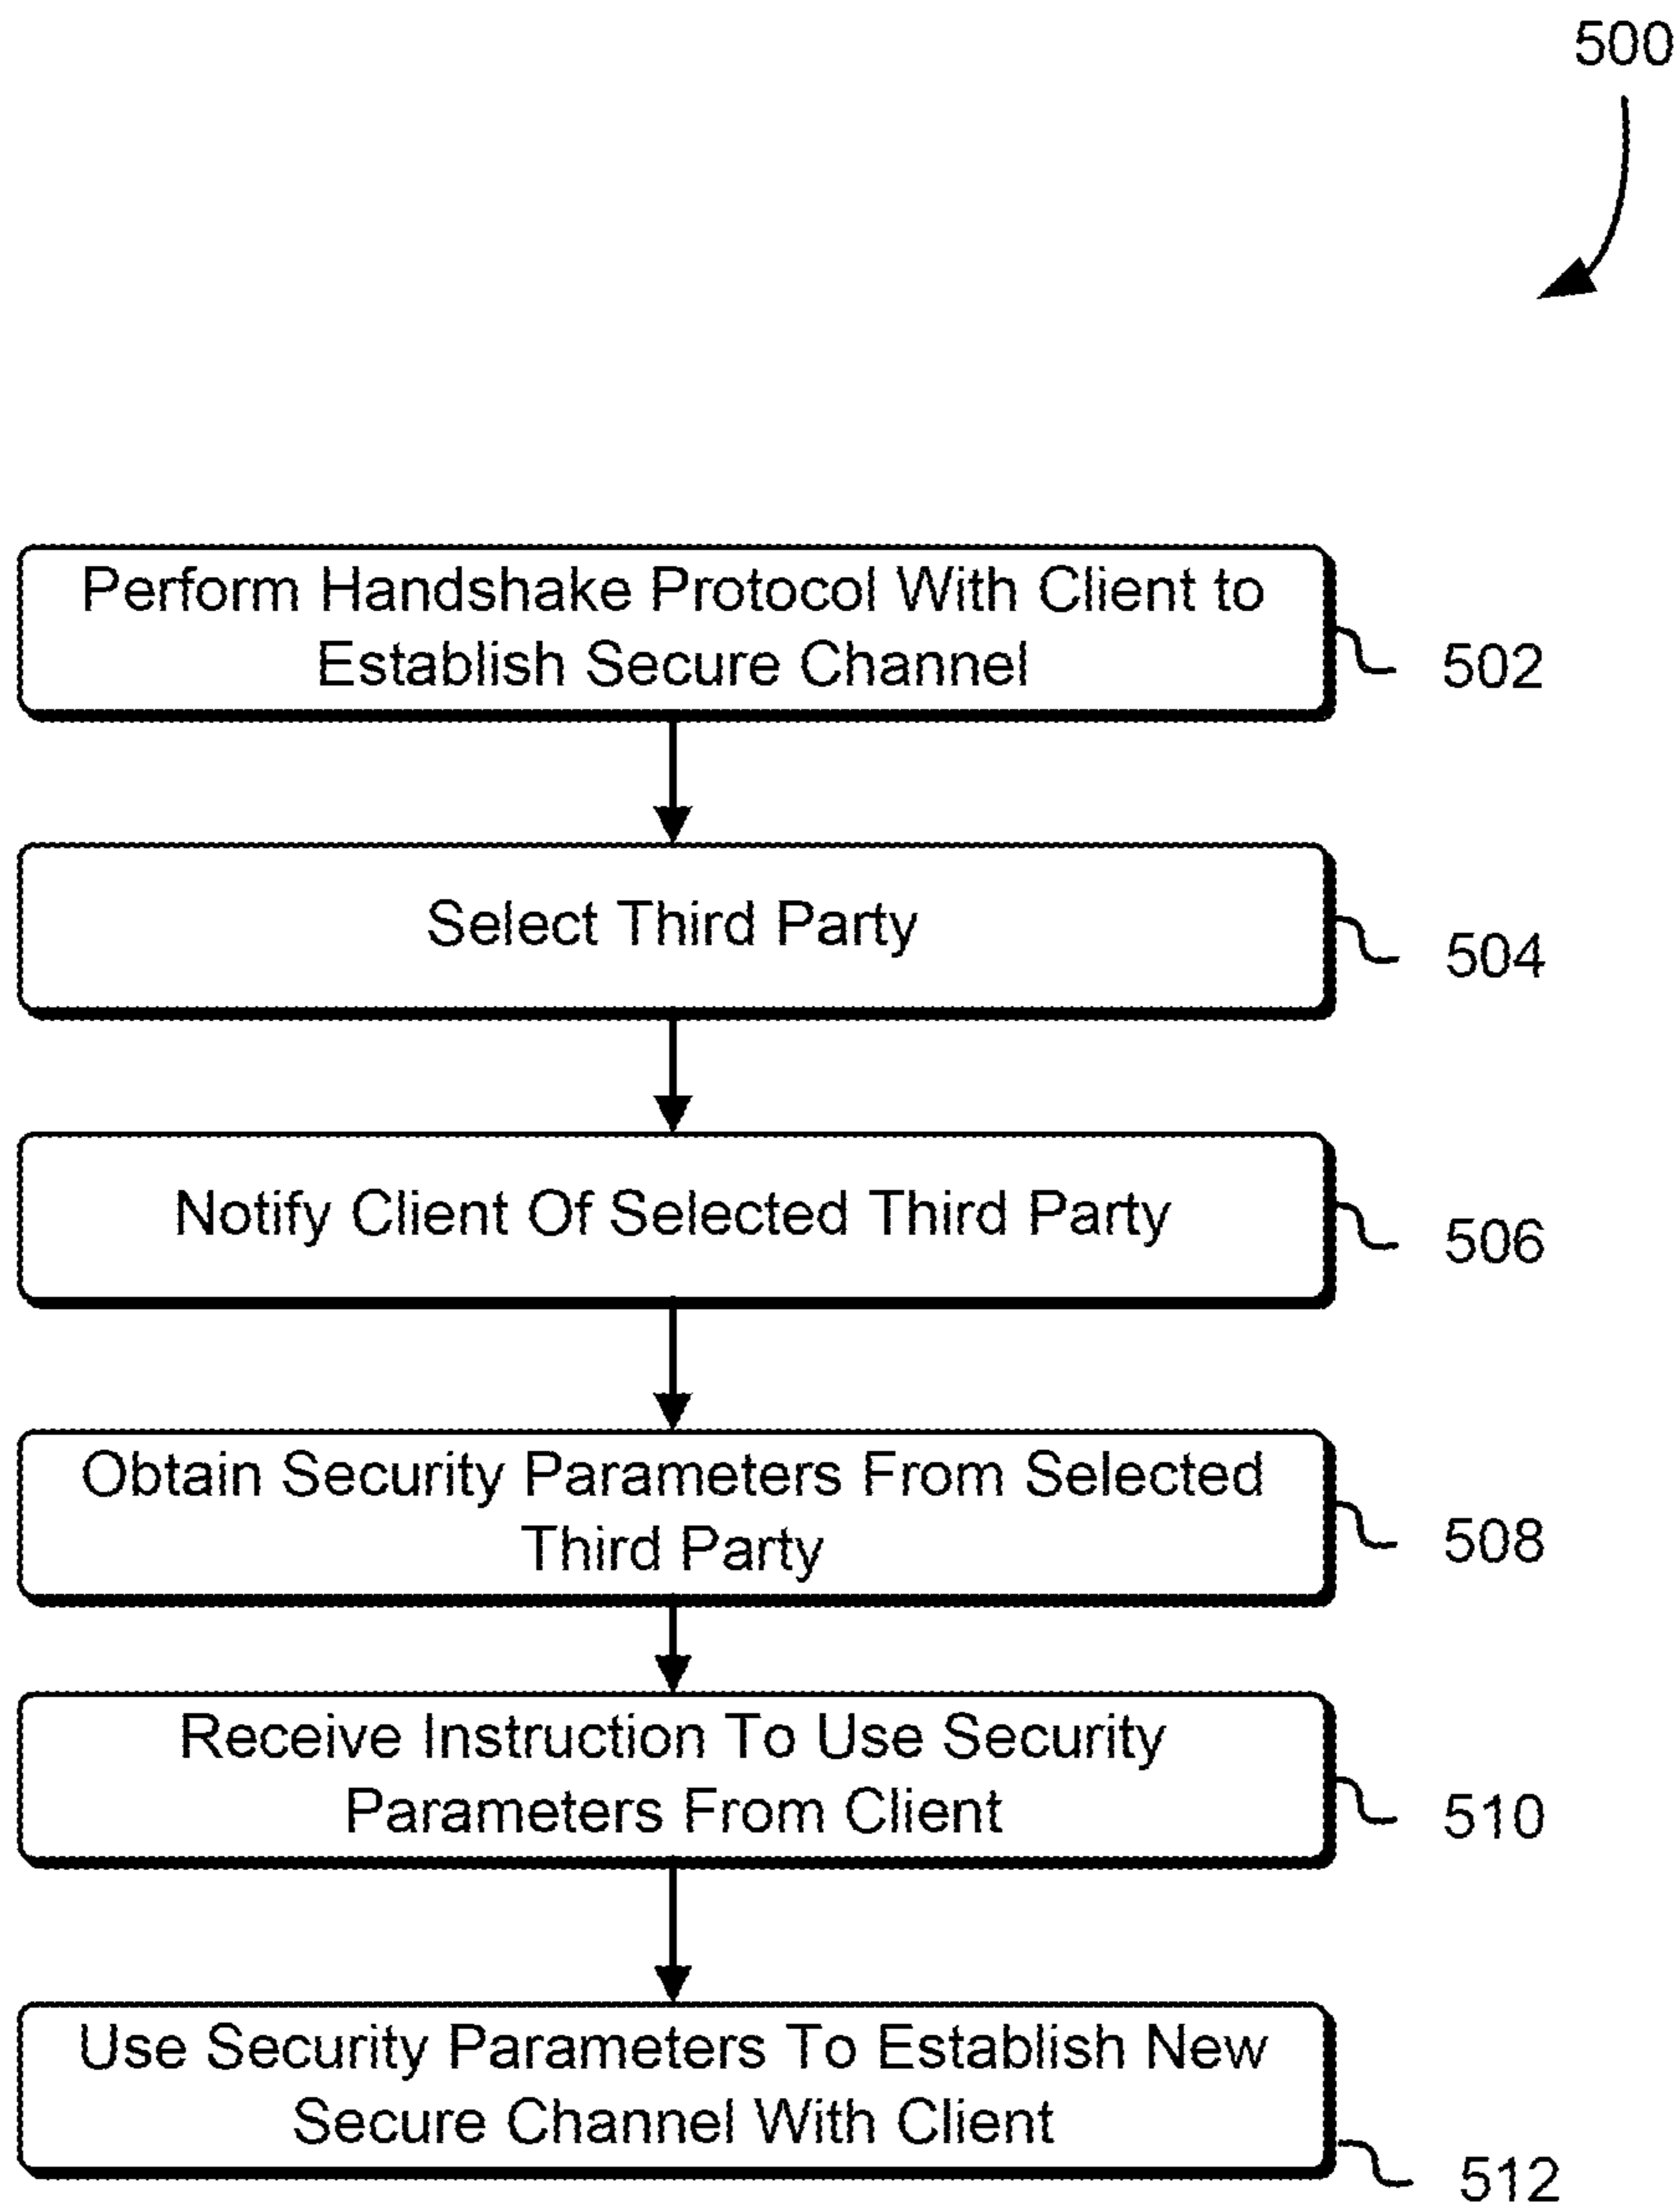 500
Perform Handshake Protocol With Client to
Establish Secure Channel
502
Select Third Party
504
Notify Client Of Selected Third Party
506
Obtain Security Parameters From Selected
Third Party
508
Receive Instruction To Use Security
Parameters From Client
510
Use Security Parameters To Establish New
Secure Channel With Client
512